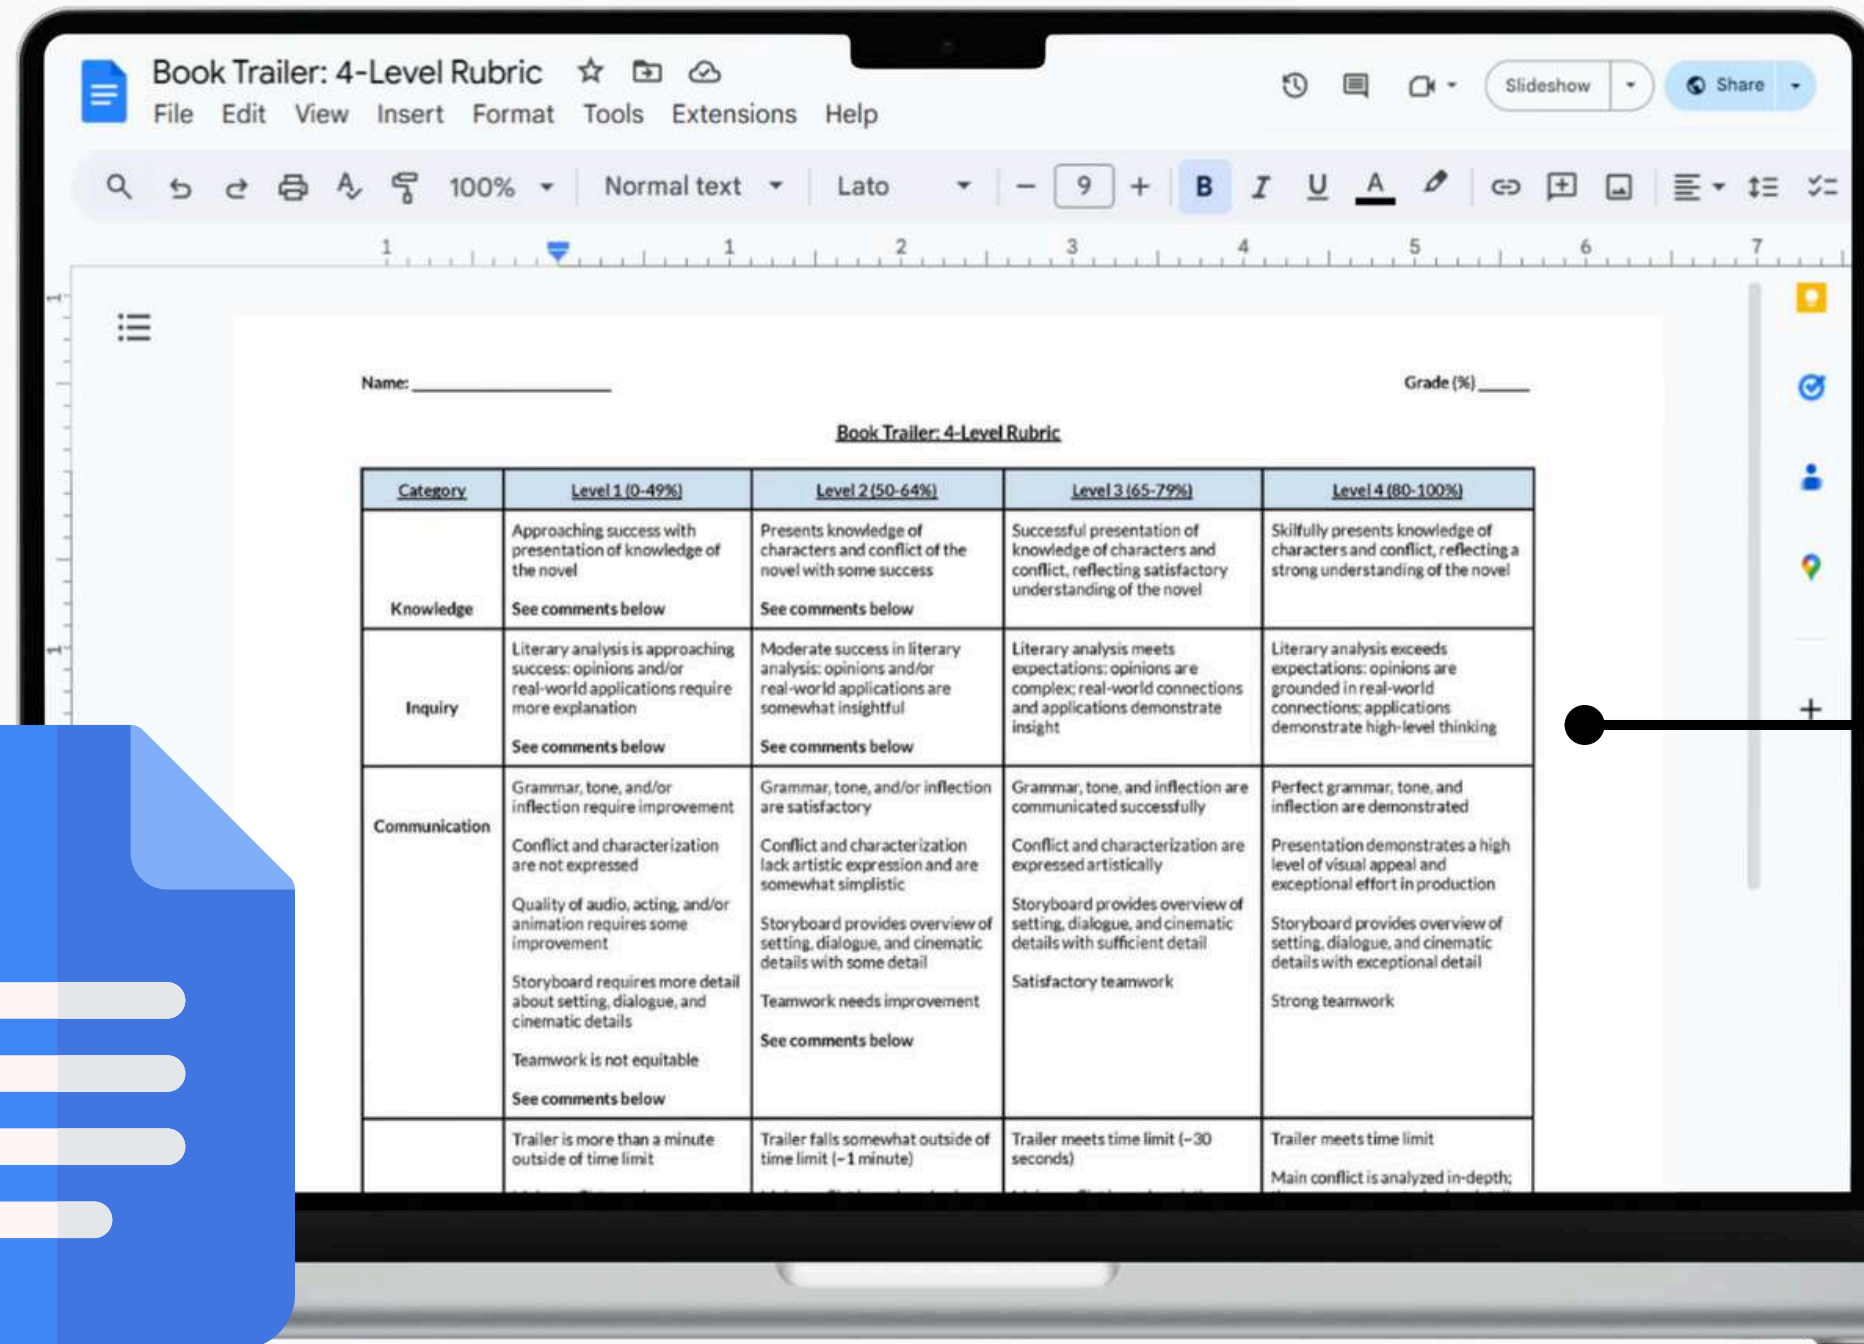 Book Trailer: 4-Level Rubric
Slideshow
Share
File Edit View Insert Format Tools Extensions Help
100% Normal text Lato 9 B I U A
1 1 2 3 4 5 6 7
1
1
Name:
Grade (%)
Book Trailer: 4-Level Rubric
Category
Level 1 (0-49%)
Level 2 (50-64%)
Level 3 (65-79%)
Level 4 (80-100%)
Knowledge
Approaching success with
presentation of knowledge of
the novel
See comments below
Presents knowledge of
characters and conflict of the
novel with some success
See comments below
Successful presentation of
knowledge of characters and
conflict, reflecting satisfactory
understanding of the novel
Skilfully presents knowledge of
characters and conflict, reflecting a
strong understanding of the novel
Inquiry
Literary analysis is approaching
success: opinions and/or
real-world applications require
more explanation
See comments below
Moderate success in literary
analysis: opinions and/or
real-world applications are
somewhat insightful
See comments below
Literary analysis meets
expectations: opinions are
complex; real-world connections
and applications demonstrate
insight
Literary analysis exceeds
expectations: opinions are
grounded in real-world
connections; applications
demonstrate high-level thinking
Communication
Grammar, tone, and/or
inflection require improvement
Conflict and characterization
are not expressed
Quality of audio, acting, and/or
animation requires some
improvement
Storyboard requires more detail
about setting, dialogue, and
cinematic details
Teamwork is not equitable
See comments below
Grammar, tone, and/or inflection
are satisfactory
Conflict and characterization
lack artistic expression and are
somewhat simplistic
Storyboard provides overview of
setting, dialogue, and cinematic
details with some detail
Teamwork needs improvement
See comments below
Grammar, tone, and inflection are
communicated successfully
Conflict and characterization are
expressed artistically
Storyboard provides overview of
setting, dialogue, and cinematic
details with sufficient detail
Satisfactory teamwork
Perfect grammar, tone, and
inflection are demonstrated
Presentation demonstrates a high
level of visual appeal and
exceptional effort in production
Storyboard provides overview of
setting, dialogue, and cinematic
details with exceptional detail
Strong teamwork
Trailer is more than a minute
outside of time limit
Trailer falls somewhat outside of
time limit (~1 minute)
Trailer meets time limit (~30
seconds)
Trailer meets time limit
Main conflict is analyzed in-depth;